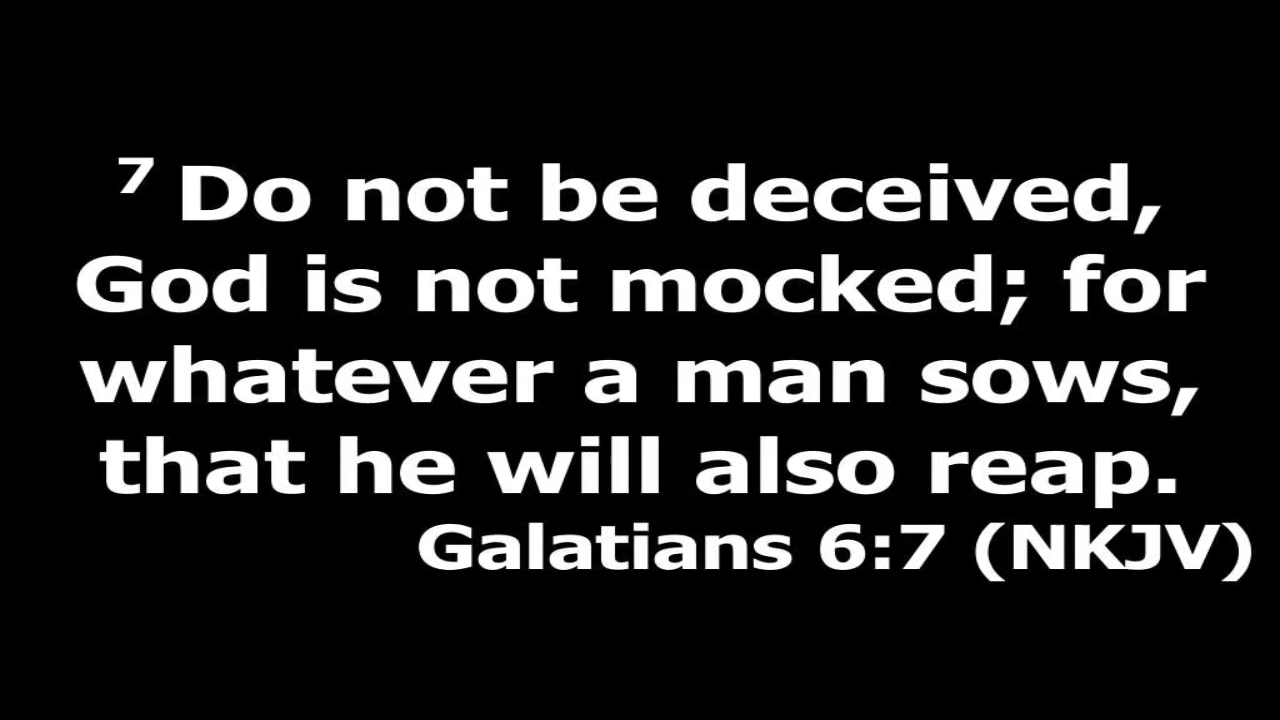 7 Do not be deceived,
God is not mocked; for
whatever a man sows,
that he will also reap.
Galatians 6:7 (NKJV)